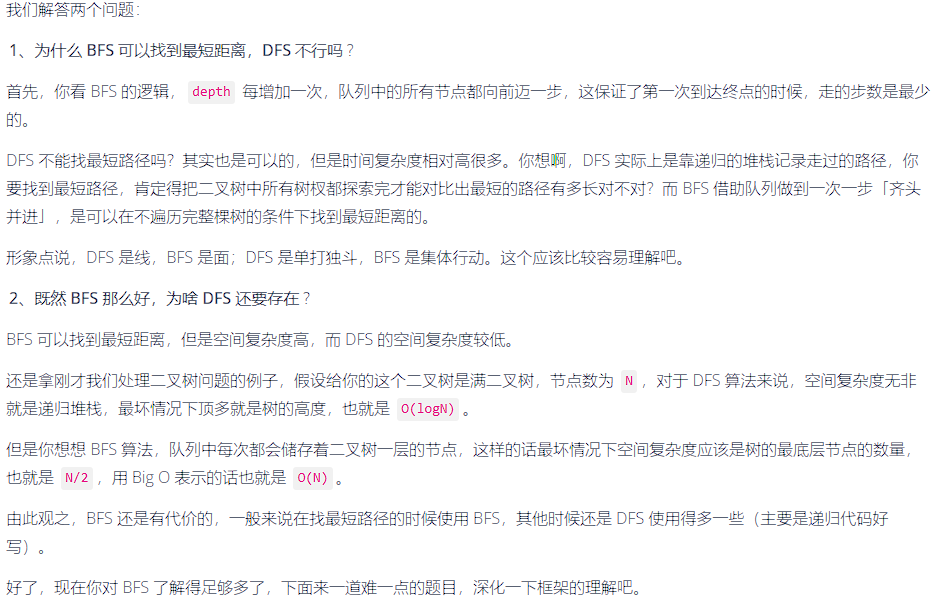 我们解答两个问题：
1、为什么 BFS 可以找到最短距离，DFS 不行吗？
首先，你看 BFS 的逻辑， depth 每增加一次，队列中的所有节点都向前迈一步，这保证了第一次到达终点的时候，走的步数是最少
的。
DFS 不能找最短路径吗？其实也是可以的，但是时间复杂度相对高很多。你想啊，DFS 实际上是靠递归的堆栈记录走过的路径，你
要找到最短路径，肯定得把二叉树中所有树杈都探索完才能对比出最短的路径有多长对不对？而 BFS 借助队列做到一次一步「齐头
并进」，是可以在不遍历完整棵树的条件下找到最短距离的。
形象点说，DFS 是线，BFS 是面；DFS 是单打独斗，BFS 是集体行动。这个应该比较容易理解吧。
2、既然 BFS 那么好，为啥 DFS 还要存在？
BFS 可以找到最短距离，但是空间复杂度高，而 DFS 的空间复杂度较低。
还是拿刚才我们处理二叉树问题的例子，假设给你的这个二叉树是满二叉树，节点数为 N ，对于 DFS 算法来说，空间复杂度无非
就是递归堆栈，最坏情况下顶多就是树的高度，也就是 O(logN) 。
但是你想想 BFS 算法，队列中每次都会储存着二叉树一层的节点，这样的话最坏情况下空间复杂度应该是树的最底层节点的数量，
也就是 N/2 ，用 Big O 表示的话也就是 O(N) 。
由此观之，BFS 还是有代价的，一般来说在找最短路径的时候使用 BFS，其他时候还是 DFS 使用得多一些（主要是递归代码好
写）。
好了，现在你对 BFS 了解得足够多了，下面来一道难一点的题目，深化一下框架的理解吧。